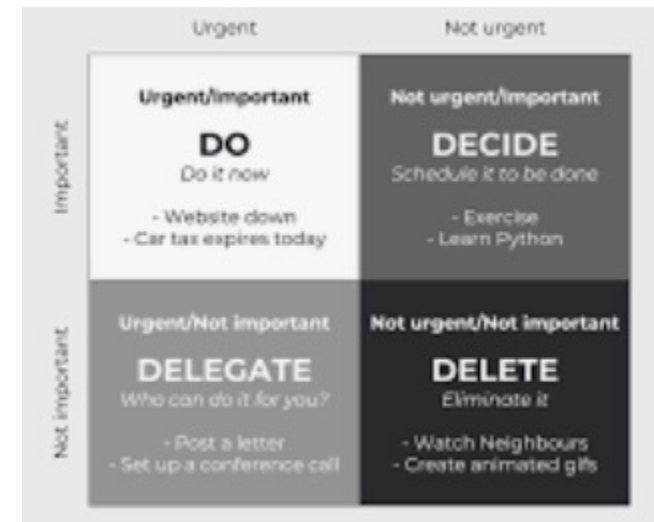 Urgent
Not urgent
Important
Urgent/Important
DO
Do it now
- Website down
- Car tax expires today
Not urgent/Important
DECIDE
Schedule it to be done
- Exercise
- Learn Python
Not important
Urgent/Not important
DELEGATE
Who can do it for you?
- Post a letter
- Set up a conference call
Not urgent/Not important
DELETE
Eliminate it
- Watch Neighbours
- Create animated gifs